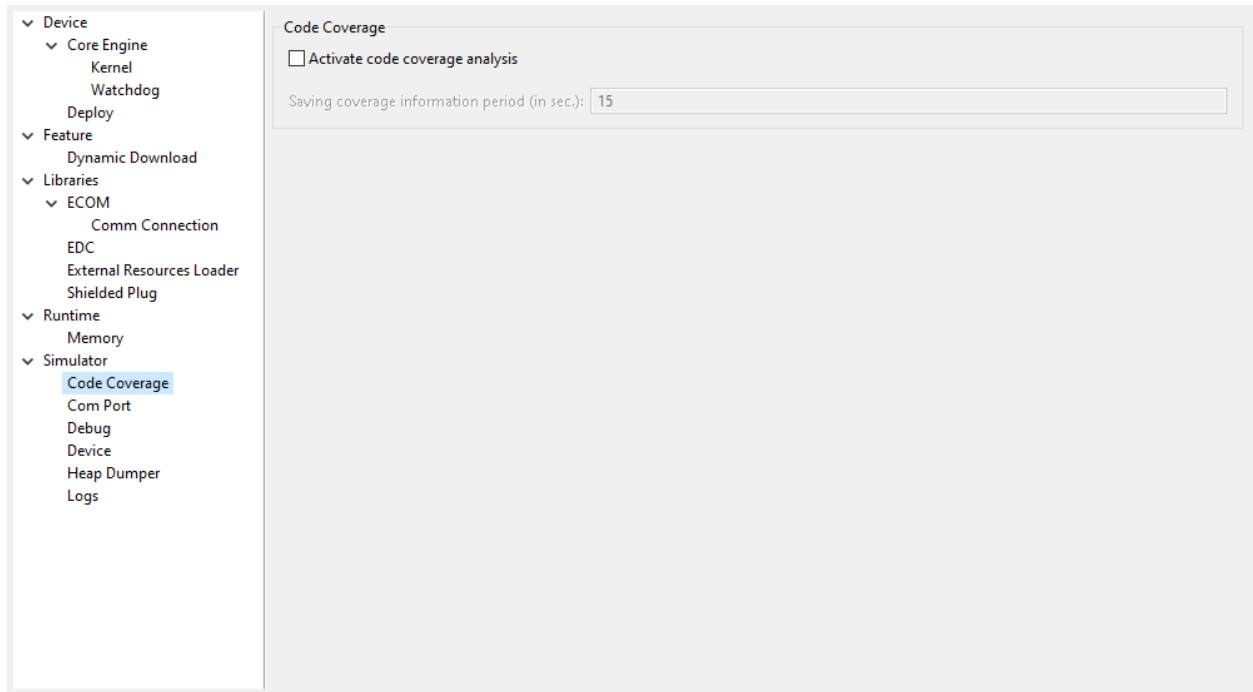 Device
Core Engine
Kernel
Watchdog
Deploy
Feature
Dynamic Download
Libraries
ECOM
Comm Connection
EDC
External Resources Loader
Shielded Plug
Runtime
Memory
Simulator
Code Coverage
Com Port
Debug
Device
Heap Dumper
Logs
Code Coverage
Activate code coverage analysis
Saving coverage information period (in sec.): 15